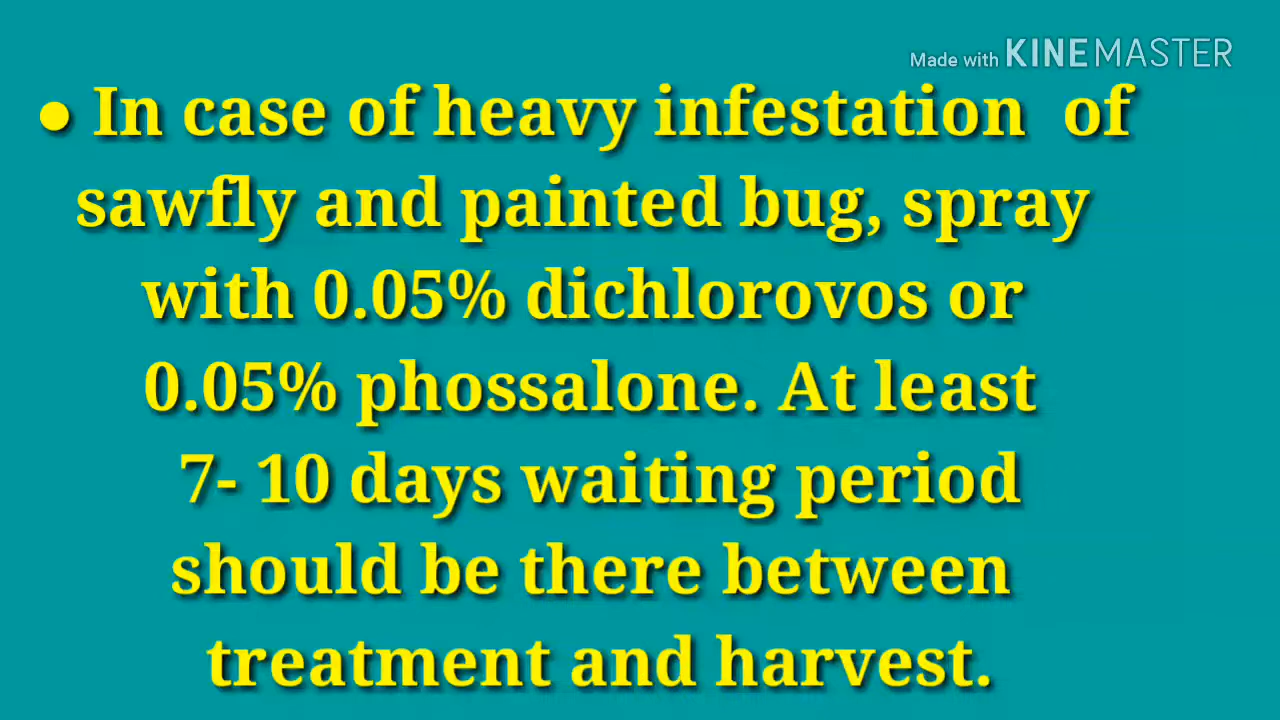 Made with KINEMASTER
• In case of heavy infestation of
sawfly and painted bug, spray
with 0.05% dichlorovos or
0.05% phossalone. At least
7- 10 days waiting period
should be there between
treatment and harvest.